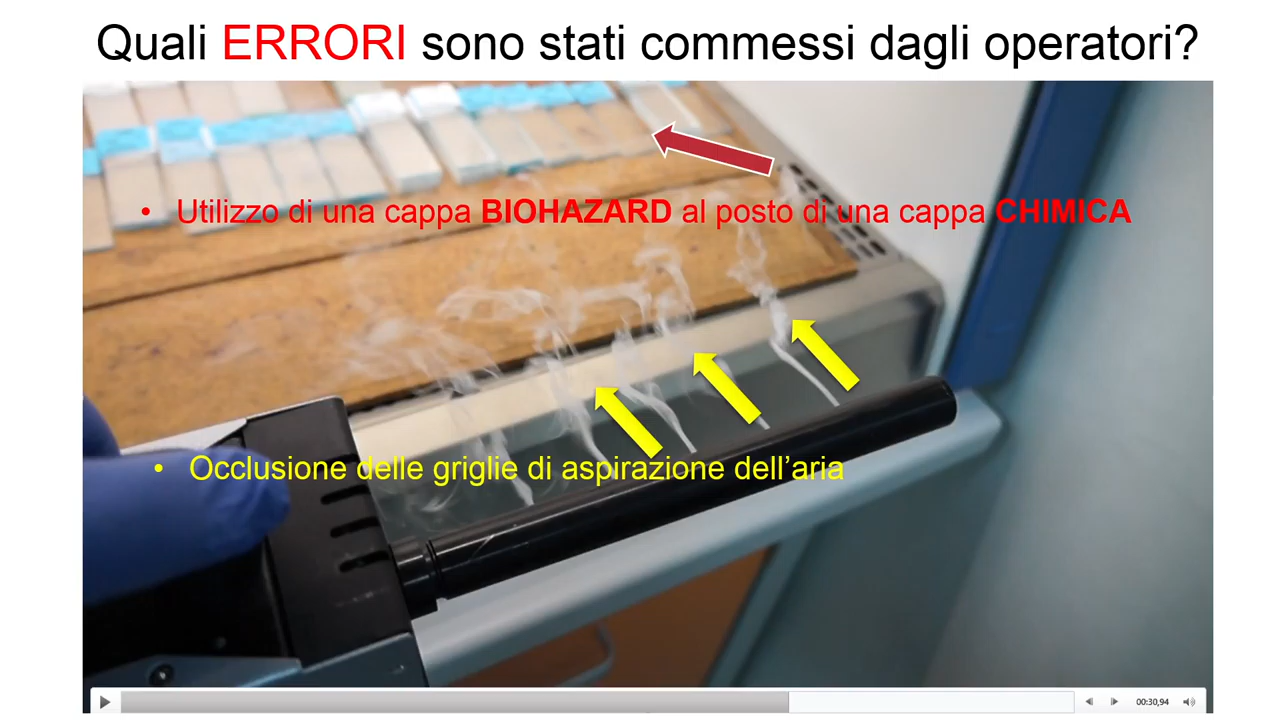 Quali ERRORI sono stati commessi dagli operatori?
• Utilizzo di una cappa BIOHAZARD al posto di una cappa CHIMICA
• Occlusione delle griglie di aspirazione dell’aria
00:30,94